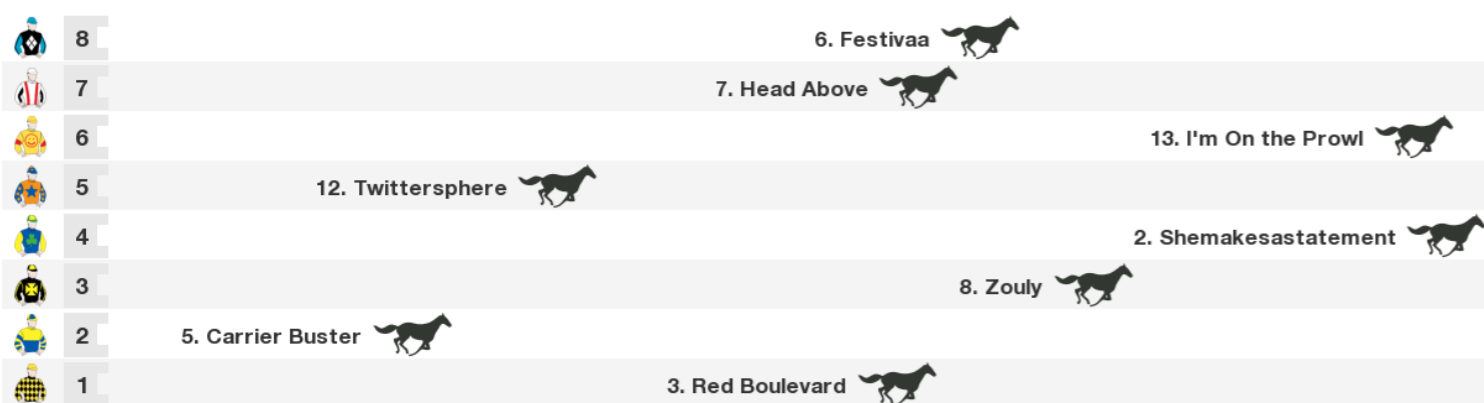 8 6. Festivaa
7 7. Head Above
6 13. I'm On the Prowl
5 12. Twittersphere
4 2. Shemakesastatement
3 8. Zouly
2 5. Carrier Buster
1 3. Red Boulevard